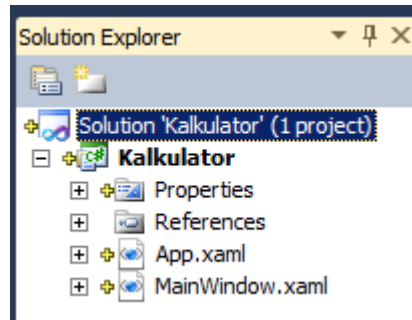 Solution Explorer
Solution 'Kalkulator' (1 project)
Kalkulator
Properties
References
App.xaml
MainWindow.xaml